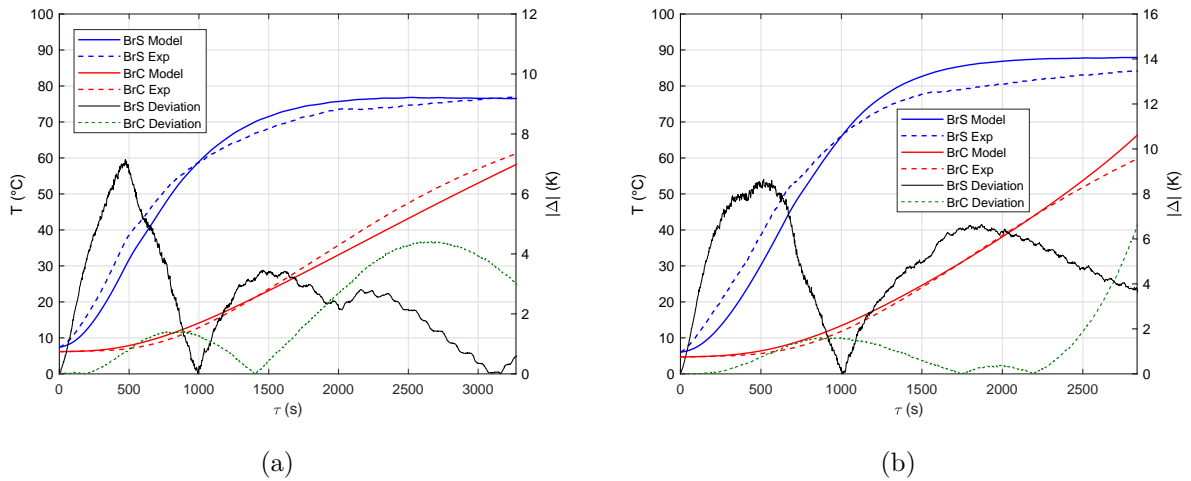 100
90
80
70
60
50
40
30
20
10
0
T (°C)
BrS Model
BrS Exp
BrC Model
BrC Exp
BrS Deviation
BrC Deviation
12
10
8
6
4
2
0
|Δ| (K)
0 500 1000 1500 2000 2500 3000
τ (s)
(a)
100
90
80
70
60
50
40
30
20
10
0
T (°C)
BrS Model
BrS Exp
BrC Model
BrC Exp
BrS Deviation
BrC Deviation
16
14
12
10
8
6
4
2
0
|Δ| (K)
0 500 1000 1500 2000 2500
τ (s)
(b)